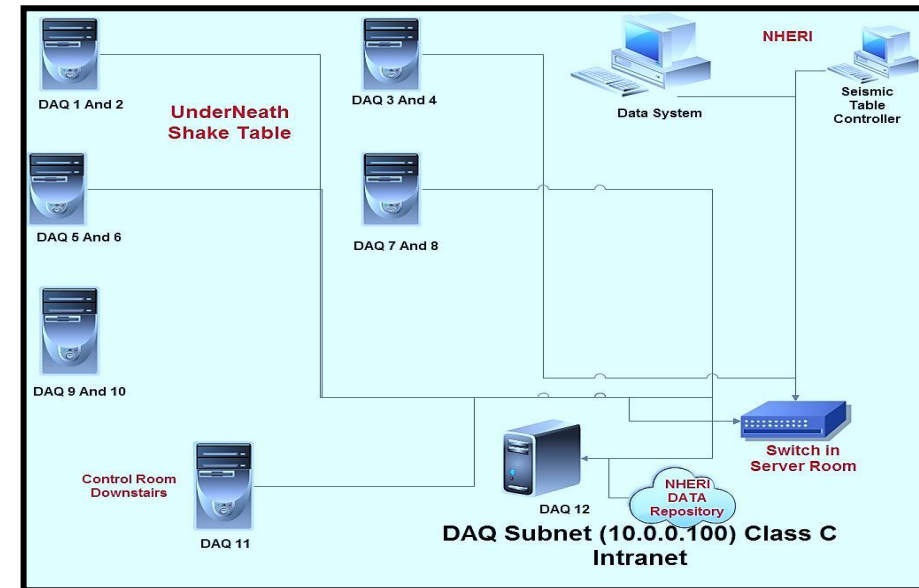 DAQ 1 And 2
UnderNeath
Shake Table
DAQ 3 And 4
Data System
NHERI
Seismic
Table
Controller
DAQ 5 And 6
DAQ 7 And 8
DAQ 9 And 10
Control Room
Downstairs
DAQ 11
DAQ 12
NHERI
DATA
Repository
Switch in
Server Room
DAQ Subnet (10.0.0.100) Class C
Intranet